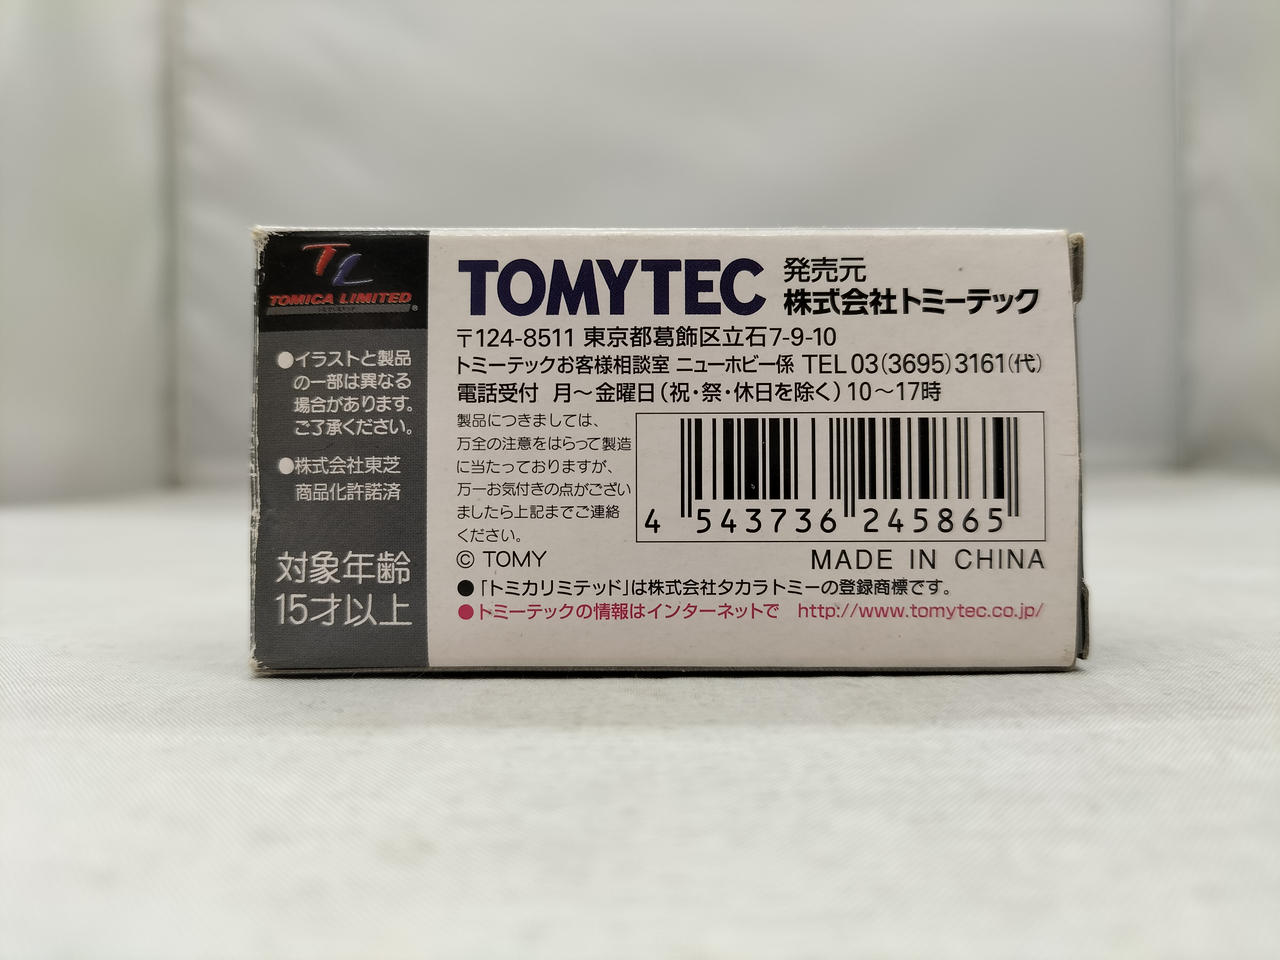 TL
TOMICA LIMITED®
●イラストと製品
の一部は異なる
場合があります。
ご了承ください。
●株式会社東芝
商品化許諾済
対象年齢
15才以上
TOMYTEC 発売元
株式会社トミーテック
〒124-8511 東京都葛飾区立石7-9-10
トミーテックお客様相談室 ニューホビー係 TEL 03(3695)3161(代)
電話受付 月〜金曜日(祝・祭・休日を除く)10〜17時
製品につきましては、
万全の注意をはらって製造
に当たっておりますが、
万一お気付きの点がござい
ましたら上記までご連絡
ください。
4 543736 245865
© TOMY MADE IN CHINA
●「トミカリミテッド」は株式会社タカラトミーの登録商標です。
●トミーテックの情報はインターネットで http://www.tomytec.co.jp/